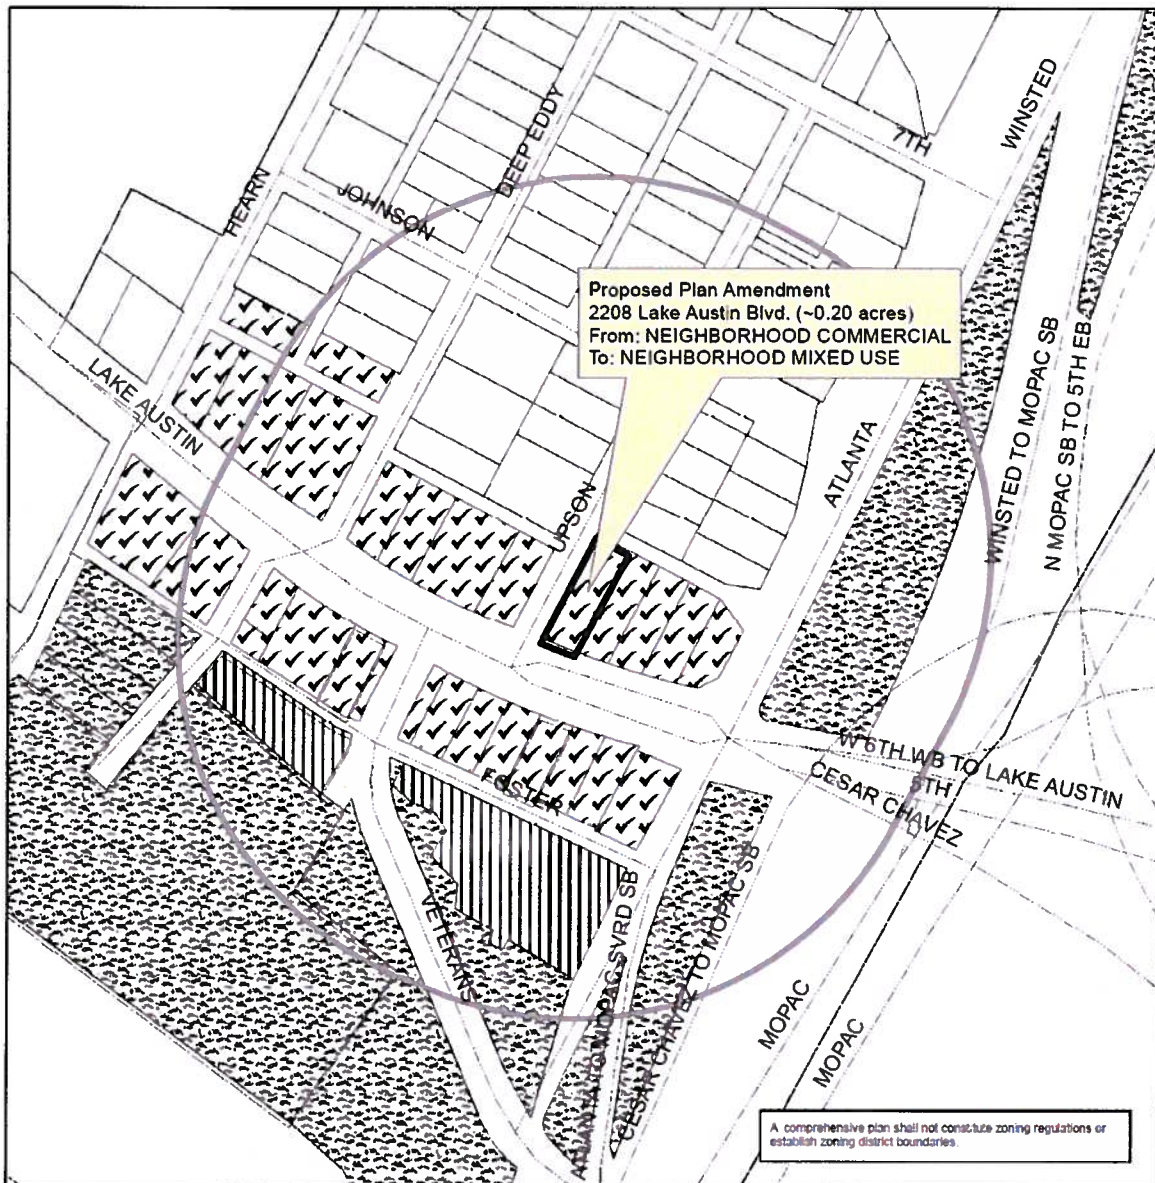 WINSTED
7TH
DEEP EDDY
HEARN
JOHNSON
Proposed Plan Amendment
2208 Lake Austin Blvd. (~0.20 acres)
From: NEIGHBORHOOD COMMERCIAL
To: NEIGHBORHOOD MIXED USE
LAKE AUSTIN
WINSTED TO MOPAC SB
N MOPAC SB TO 5TH EB
ATLANTA
UPSON
W 6TH WB TO LAKE AUSTIN
5TH
CESAR CHAVEZ
FOSTER
VETERANS
ATLANTA TO MOPAC SVRD SB
CESAR CHAVEZ TO MOPAC SB
MOPAC
MOPAC
A comprehensive plan shall not constitute zoning regulations or
establish zoning district boundaries.